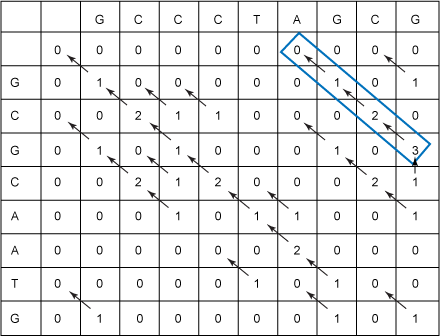 G C C C T A G C G
0 0 0 0 0 0 0 0 0 0
G 0 1 0 0 0 0 0 1 0 1
C 0 0 2 1 1 0 0 0 2 0
G 0 1 0 1 0 0 0 1 0 3
C 0 0 2 1 2 0 0 0 2 1
A 0 0 0 1 0 1 1 0 0 1
A 0 0 0 0 0 0 2 0 0 0
T 0 0 0 0 0 1 0 1 0 0
G 0 1 0 0 0 0 0 1 0 1